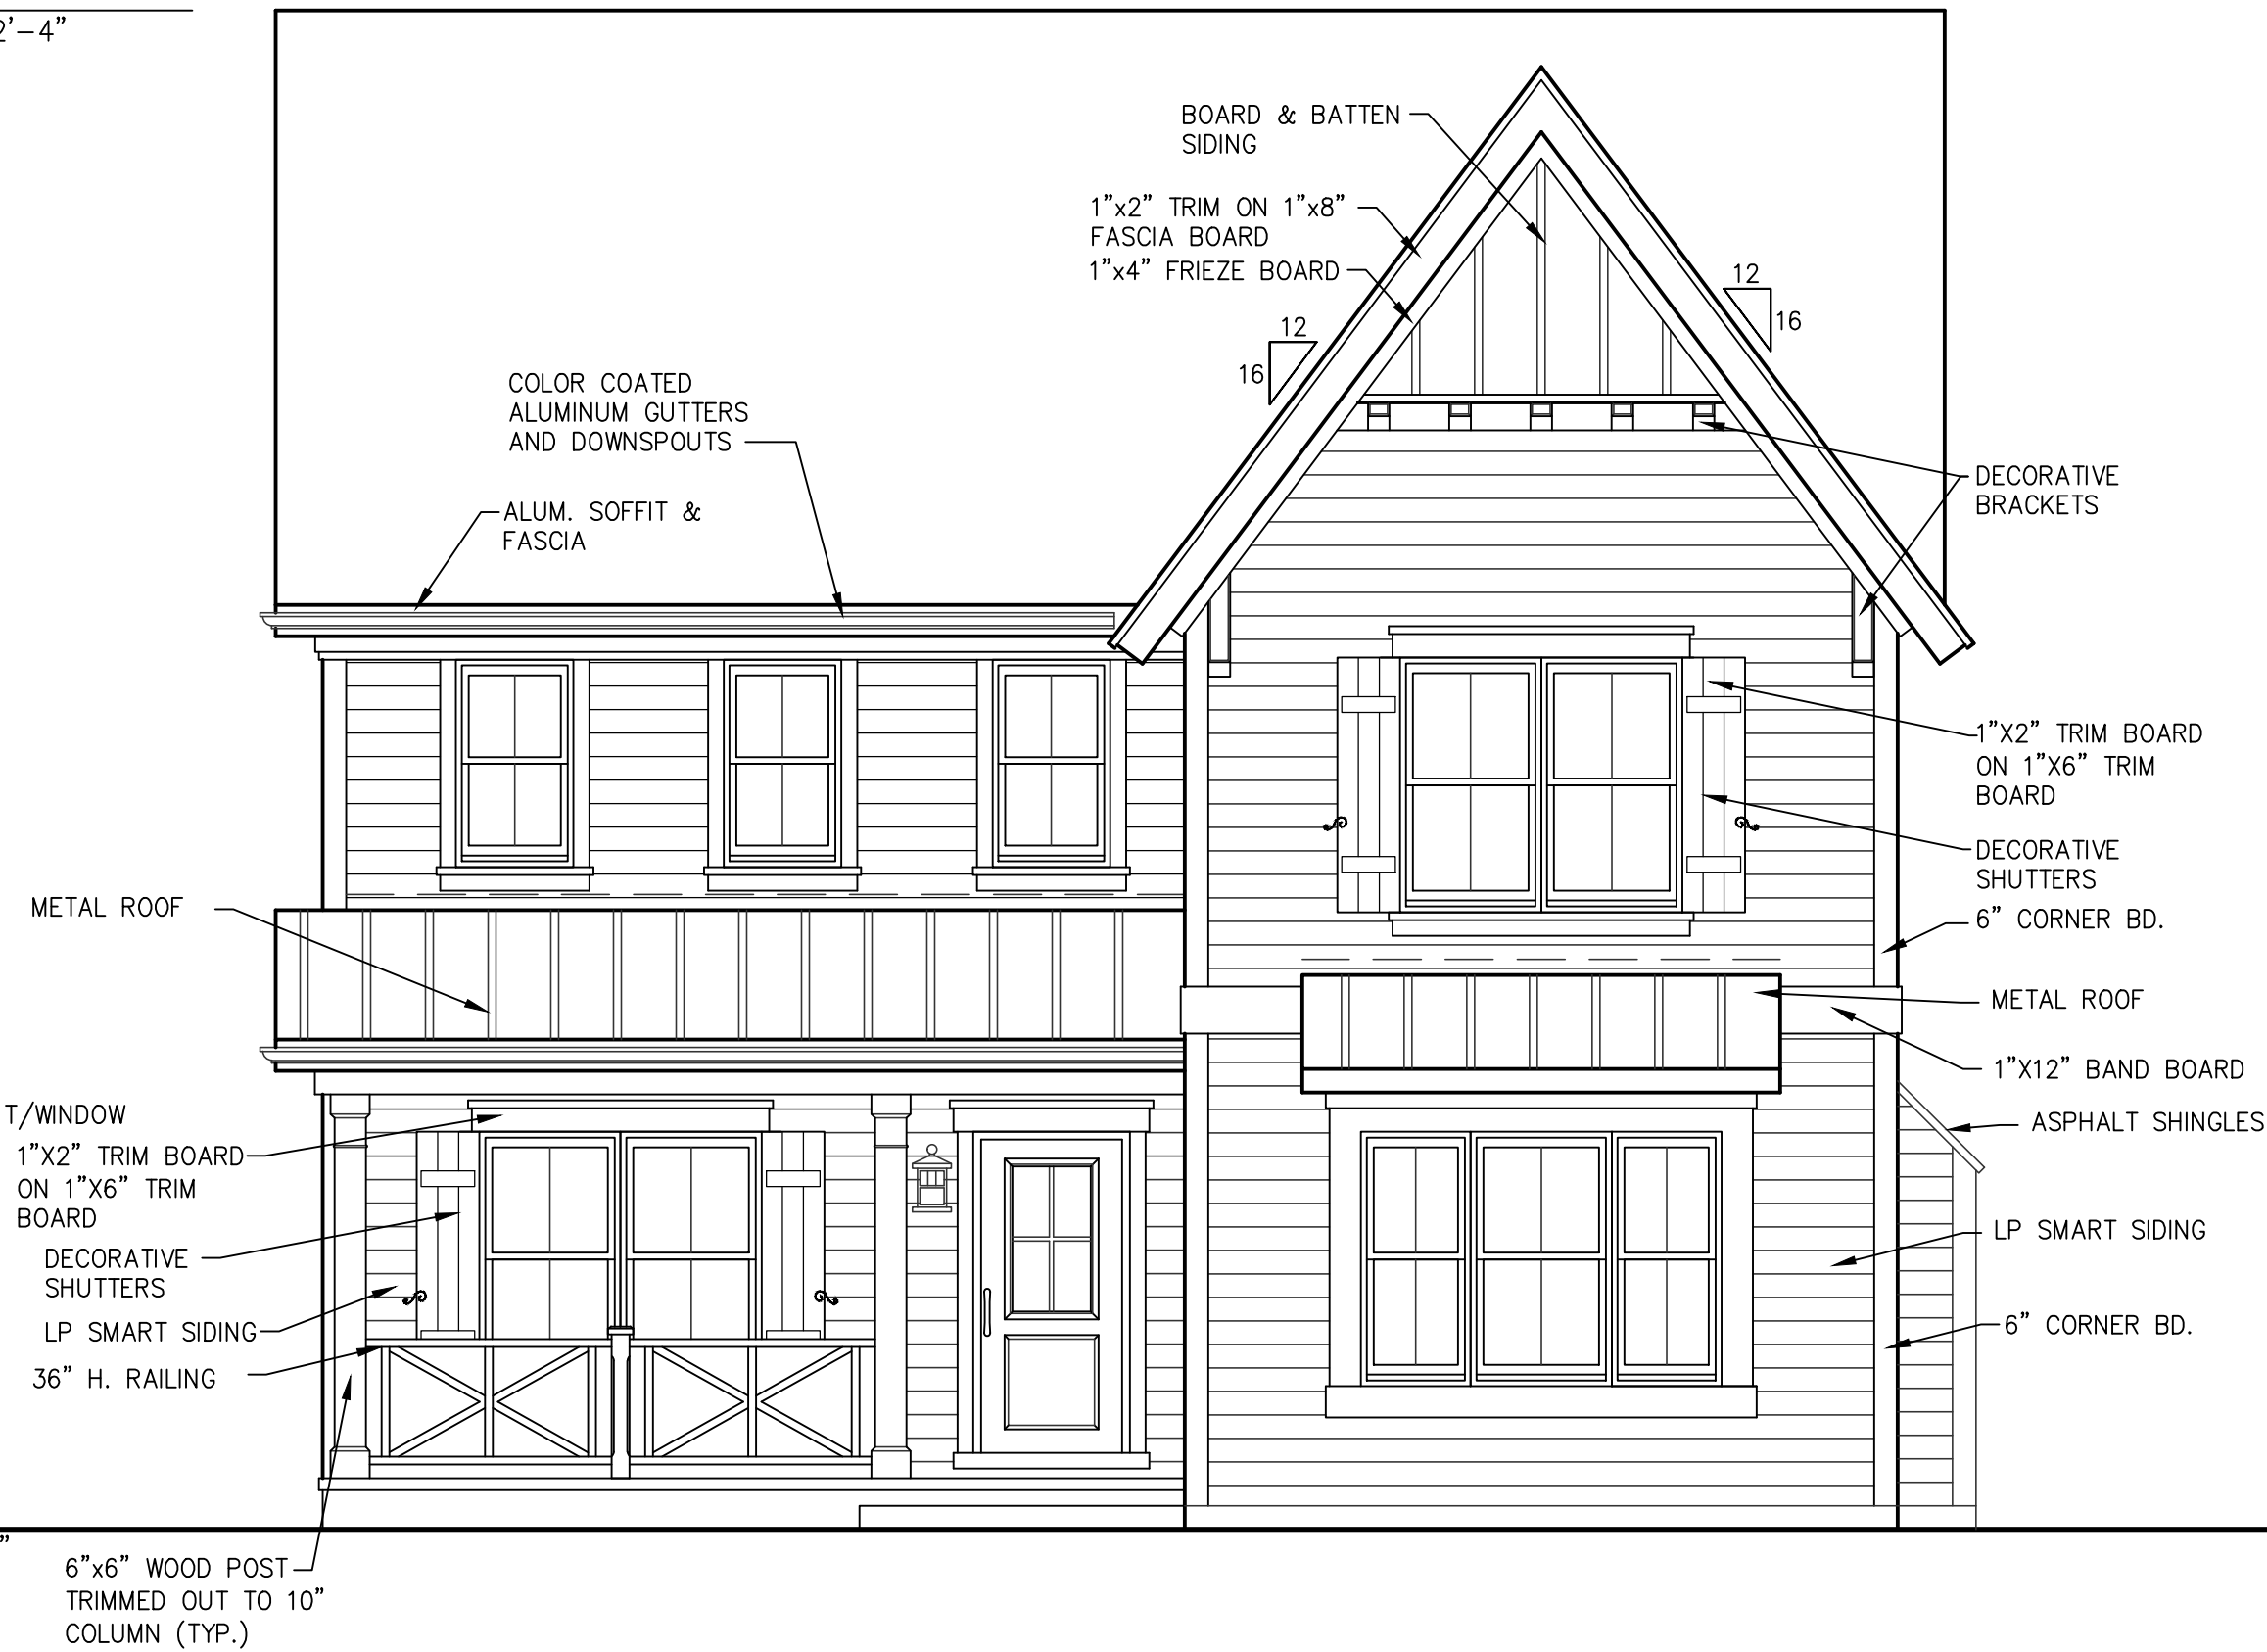 2'-4"
BOARD & BATTEN
SIDING
1"x2" TRIM ON 1"x8"
FASCIA BOARD
1"x4" FRIEZE BOARD
12
16
12
16
COLOR COATED
ALUMINUM GUTTERS
AND DOWNSPOUTS
ALUM. SOFFIT &
FASCIA
DECORATIVE
BRACKETS
1"X2" TRIM BOARD
ON 1"X6" TRIM
BOARD
DECORATIVE
SHUTTERS
METAL ROOF
6" CORNER BD.
METAL ROOF
1"X12" BAND BOARD
T/WINDOW
ASPHALT SHINGLES
1"X2" TRIM BOARD
ON 1"X6" TRIM
BOARD
DECORATIVE
SHUTTERS
LP SMART SIDING
LP SMART SIDING
6" CORNER BD.
36" H. RAILING
"
6"x6" WOOD POST
TRIMMED OUT TO 10"
COLUMN (TYP.)